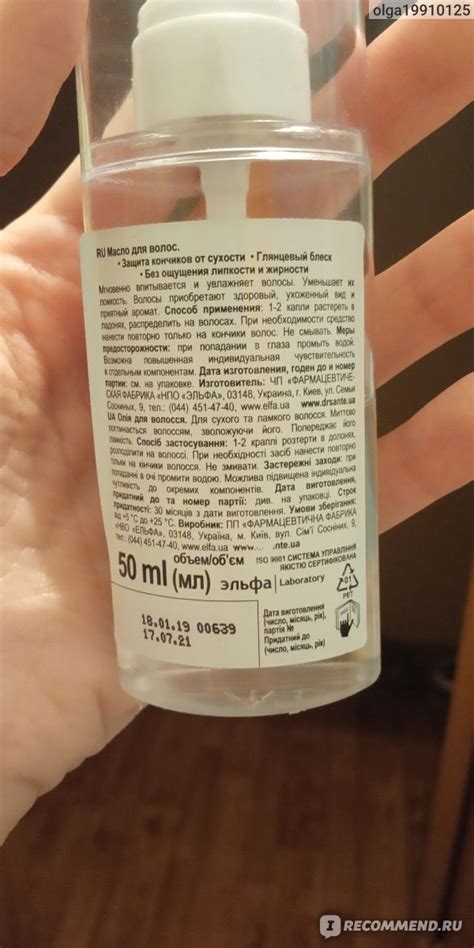 olga19910125
RU Масло для волос.
• Защита кончиков от сухости • Глянцевый блеск
• Без ощущения липкости и жирности
Мгновенно впитывается и увлажняет волосы. Уменьшает их
ломкость. Волосы приобретают здоровый, ухоженный вид и
приятный аромат. Способ применения: 1-2 капли растереть в
ладонях, распределить на волосах. При необходимости средство
нанести повторно только на кончики волос. Не смывать. Меры
предосторожности: при попадании в глаза промыть водой.
Возможна повышенная индивидуальная чувствительность
к отдельным компонентам. Дата изготовления, годен до и номер
партии: см. на упаковке. Изготовитель: ЧП «ФАРМАЦЕВТИЧЕ-
СКАЯ ФАБРИКА «НПО «ЭЛЬФА», 03148, Украина, г. Киев, ул. Семьи
Сосниных, 9, тел.: (044) 451-47-40, www.elfa.ua, www.drsante.ua
UA Олія для волосся. Для сухого та ламкого волосся. Миттєво
поглинається волоссям, зволожуючи його. Попереджає його
ламкість. Спосіб застосування: 1-2 краплі розтерти в долонях,
розподілити на волоссі. При необхідності засіб нанести повторно
тільки на кінчики волосся. Не змивати. Застережні заходи: при
попаданні в очі промити водою. Можлива підвищена індивідуальна
чутливість до окремих компонентів. Дата виготовлення,
придатний до та номер партії: див. на упаковці. Строк
придатності: 30 місяців з дати виготовлення. Умови зберігання:
від +5 °С до +25 °С. Виробник: ПП «ФАРМАЦЕВТИЧНА ФАБРИКА
«НВО «ЕЛЬФА», 03148, Україна, м. Київ, вул. Сім'ї Сосніних, 9,
тел.: (044) 451-47-40, www.elfa.ua
объем/об'єм
50 ml (мл)
эльфа | Laboratory
ISO 9001 СИСТЕМА УПРАВЛІННЯ
ЯКІСТЮ СЕРТИФІКОВАНА
01
PET
18.01.19 00639
17.07.21
Дата виготовлення
(число, місяць, рік),
партія №
Придатний до
(число, місяць, рік)
IRECOMMEND.RU